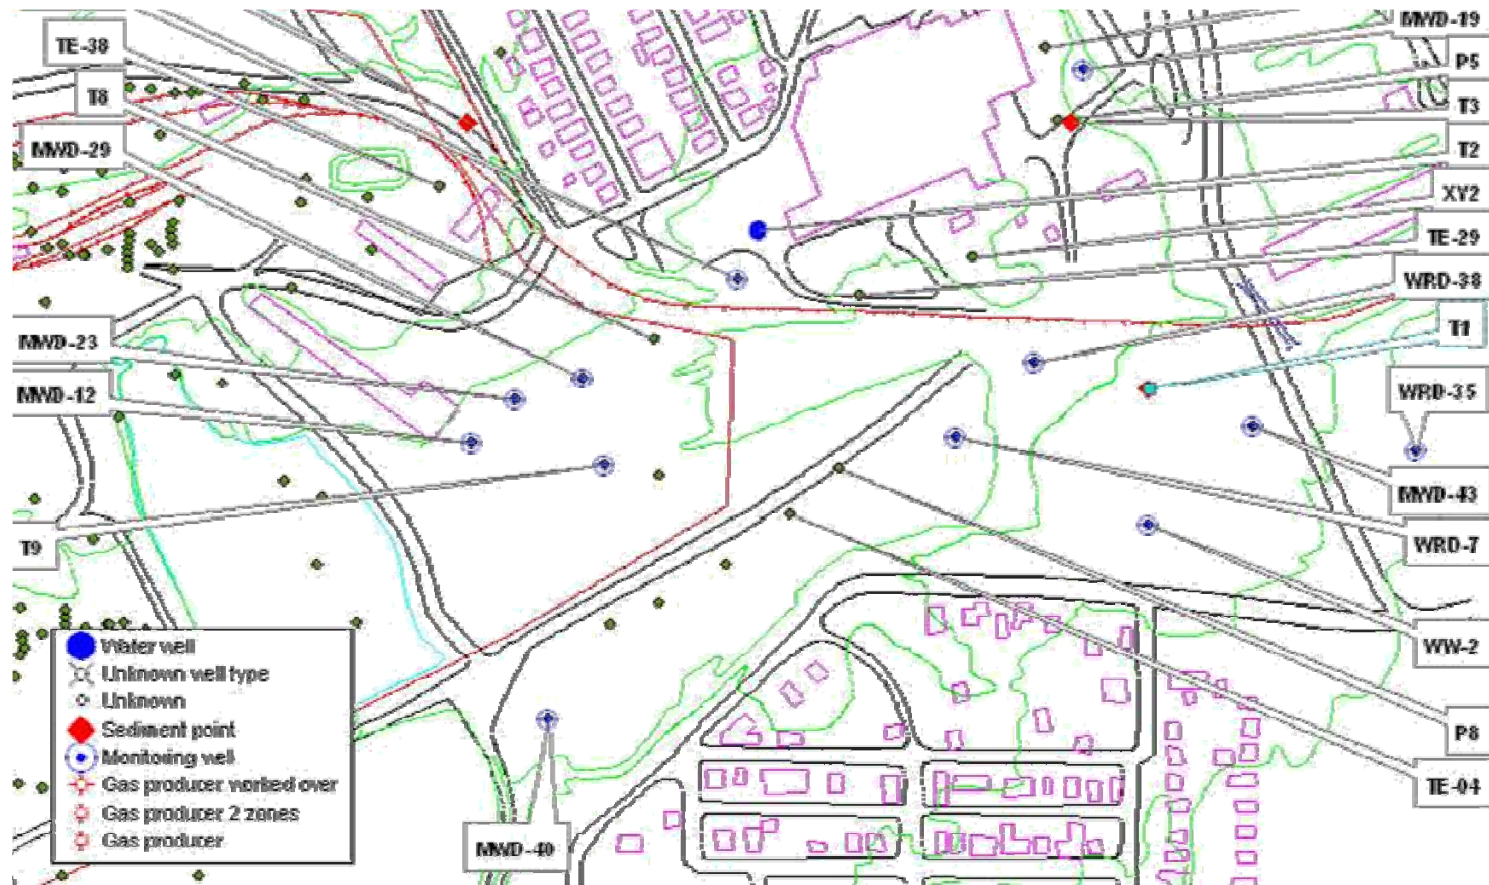 MWD-19
TE-38
P5
T8
T3
MWD-29
T2
XY2
TE-29
WRD-38
T1
MWD-23
MWD-12
WRD-35
MWD-43
T9
WRD-7
Water well
Unknown well type
Unknown
Sediment point
Monitoring well
Gas producer worked over
Gas producer 2 zones
Gas producer
WW-2
P8
TE-04
MWD-40